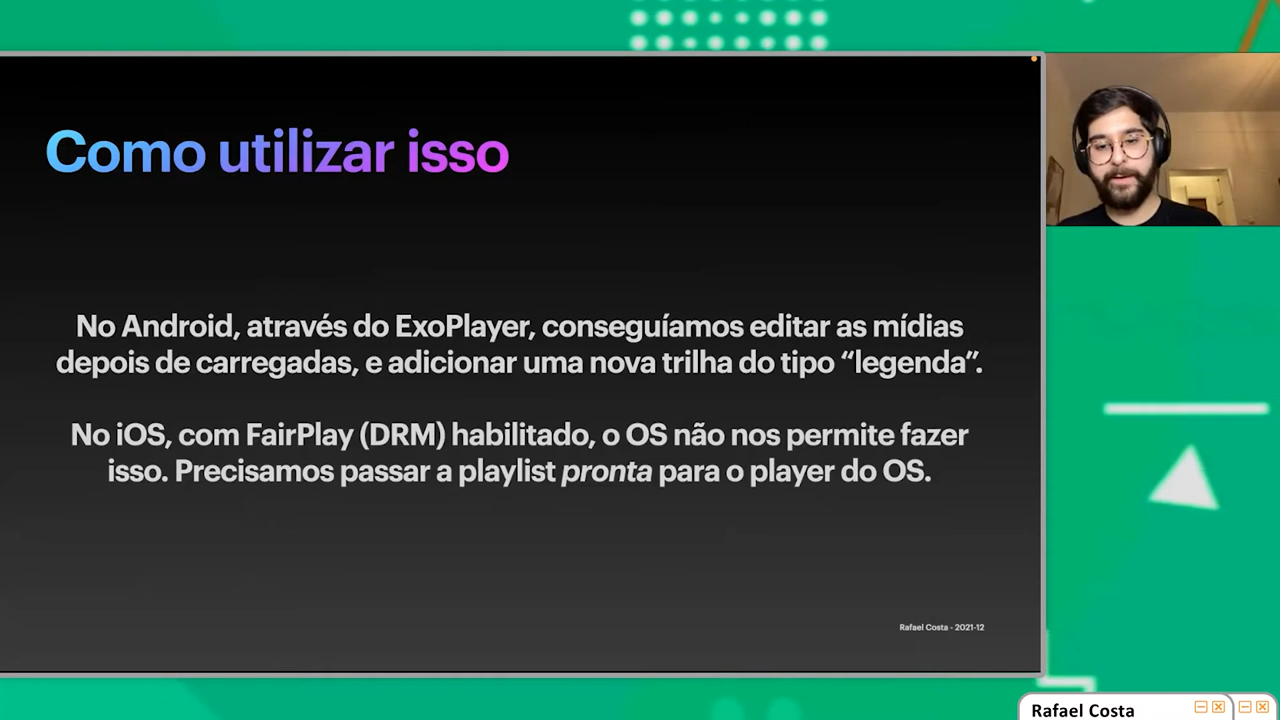 Como utilizar isso
No Android, através do ExoPlayer, conseguíamos editar as mídias
depois de carregadas, e adicionar uma nova trilha do tipo “legenda”.
No iOS, com FairPlay (DRM) habilitado, o OS não nos permite fazer
isso. Precisamos passar a playlist pronta para o player do OS.
Rafael Costa - 2021-12
Rafael Costa